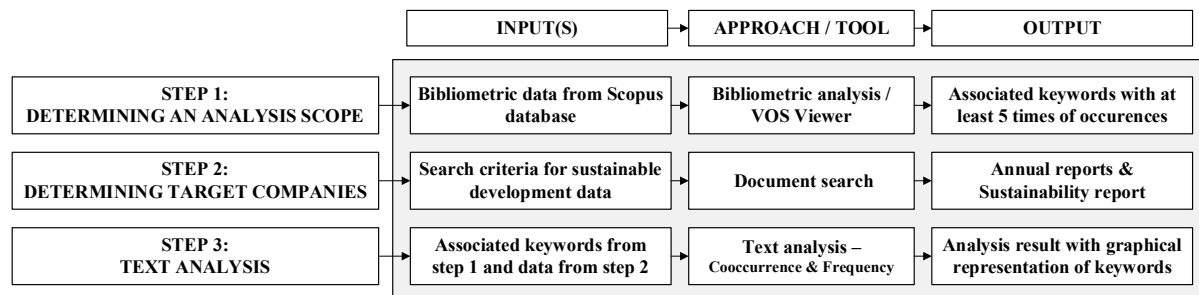 INPUT(S)
APPROACH / TOOL
OUTPUT
STEP 1:
DETERMINING AN ANALYSIS SCOPE
Bibliometric data from Scopus
database
Bibliometric analysis /
VOS Viewer
Associated keywords with at
least 5 times of occurences
STEP 2:
DETERMINING TARGET COMPANIES
Search criteria for sustainable
development data
Document search
Annual reports &
Sustainability report
STEP 3:
TEXT ANALYSIS
Associated keywords from
step 1 and data from step 2
Text analysis –
Cooccurrence & Frequency
Analysis result with graphical
representation of keywords